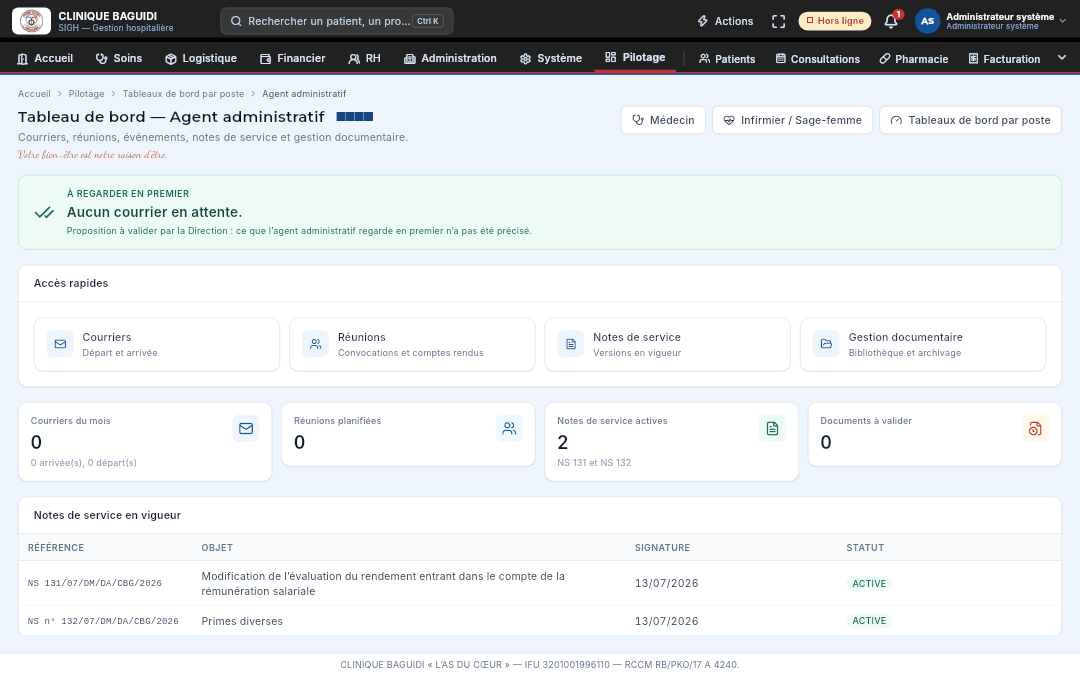 CLINIQUE BAGUIDI
SIGH — Gestion hospitalière
Rechercher un patient, un pro... Ctrl K
Actions
Hors ligne
1
AS
Administrateur système
Administrateur système
Accueil Soins Logistique Financier RH Administration Système Pilotage Patients Consultations Pharmacie Facturation
Accueil > Pilotage > Tableaux de bord par poste > Agent administratif
Tableau de bord — Agent administratif
Courriers, réunions, événements, notes de service et gestion documentaire.
Votre bien-être est notre raison d'être.
Médecin
Infirmier / Sage-femme
Tableaux de bord par poste
À REGARDER EN PREMIER
Aucun courrier en attente.
Proposition à valider par la Direction : ce que l'agent administratif regarde en premier n'a pas été précisé.
Accès rapides
Courriers
Départ et arrivée
Réunions
Convocations et comptes rendus
Notes de service
Versions en vigueur
Gestion documentaire
Bibliothèque et archivage
Courriers du mois
0
0 arrivée(s), 0 départ(s)
Réunions planifiées
0
Notes de service actives
2
NS 131 et NS 132
Documents à valider
0
Notes de service en vigueur
RÉFÉRENCE OBJET SIGNATURE STATUT
NS 131/07/DM/DA/CBG/2026 Modification de l'évaluation du rendement entrant dans le compte de la rémunération salariale 13/07/2026 ACTIVE
NS n° 132/07/DM/DA/CBG/2026 Primes diverses 13/07/2026 ACTIVE
CLINIQUE BAGUIDI « L'AS DU CŒUR » — IFU 3201001996110 — RCCM RB/PKO/17 A 4240.